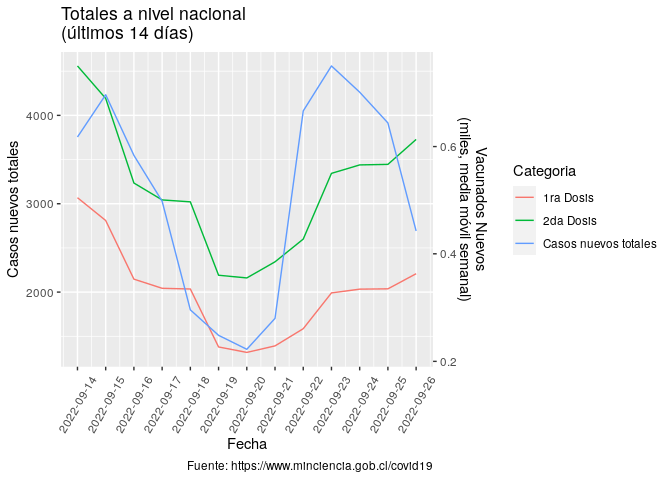 Totales a nivel nacional
(últimos 14 días)
4000
3000
2000
Casos nuevos totales
0.6
0.4
0.2
Vacunados Nuevos
(miles, media móvil semanal)
2022-09-14
2022-09-15
2022-09-16
2022-09-17
2022-09-18
2022-09-19
2022-09-20
2022-09-21
2022-09-22
2022-09-23
2022-09-24
2022-09-25
2022-09-26
Fecha
Categoria
1ra Dosis
2da Dosis
Casos nuevos totales
Fuente: https://www.minciencia.gob.cl/covid19